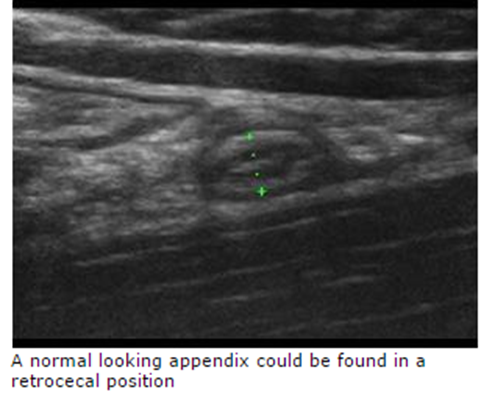 A normal looking appendix could be found in a
retrocecal position